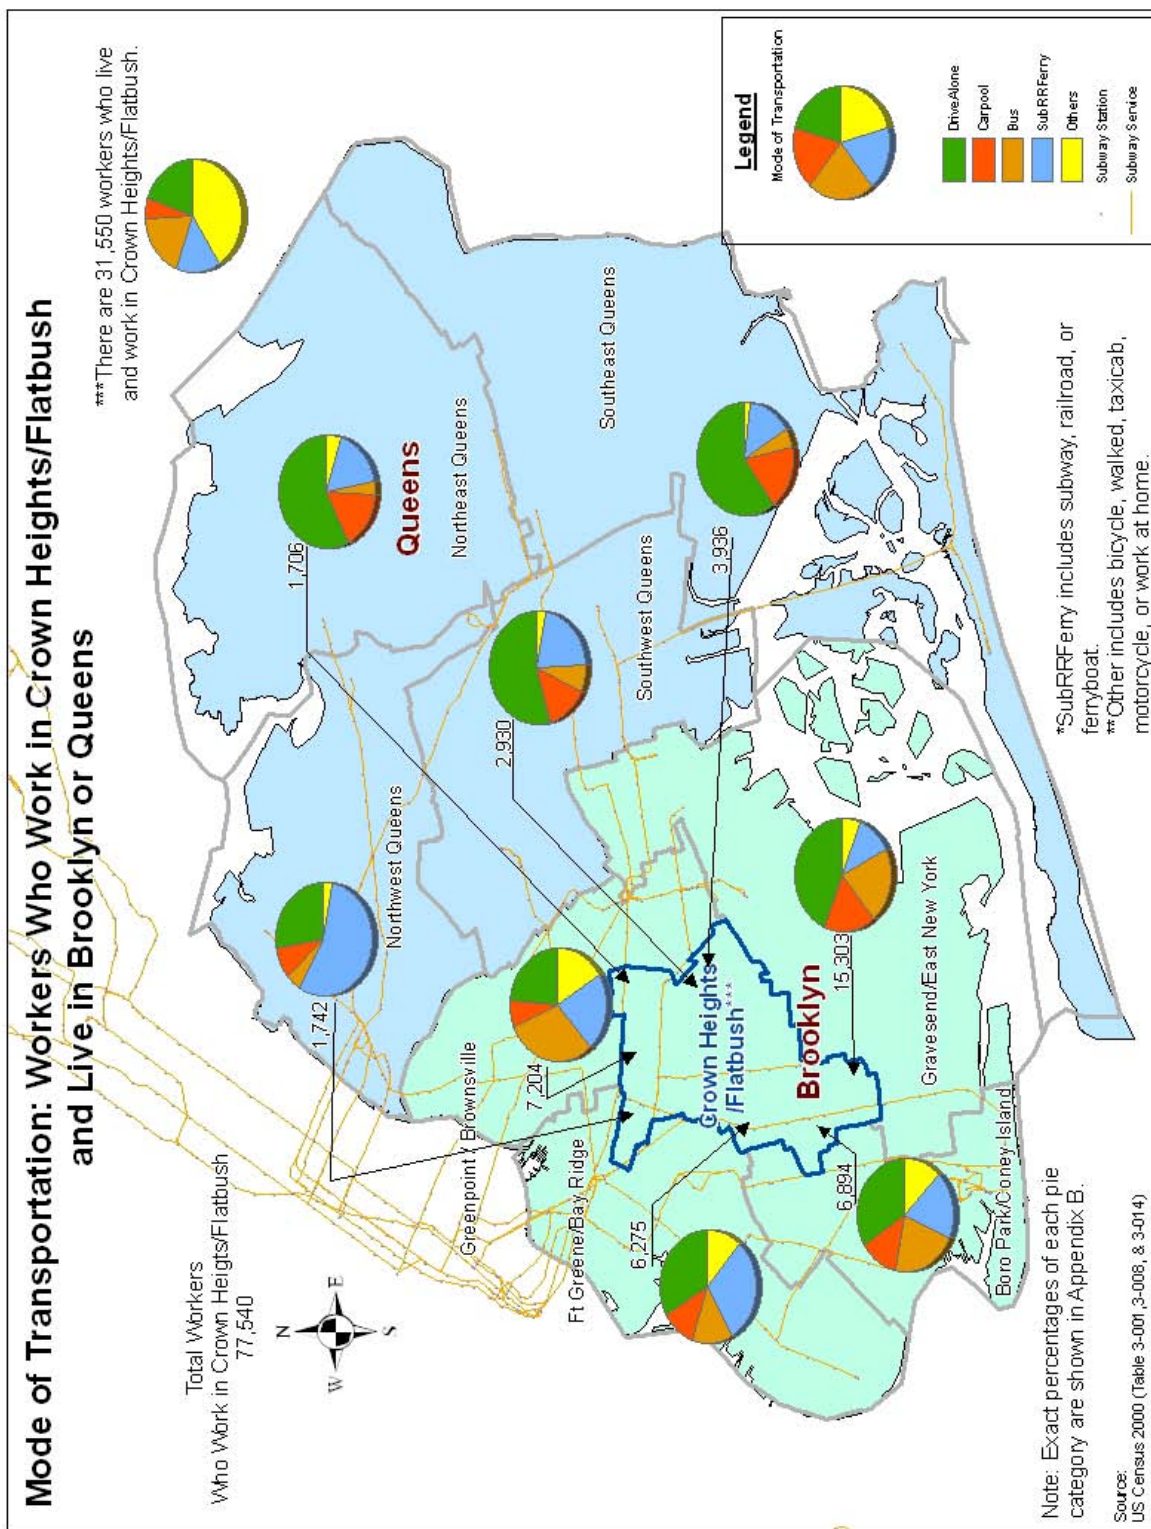 Mode of Transportation: Workers Who Work in Crown Heights/Flatbush
and Live in Brooklyn or Queens
***There are 31,550 workers who live
and work in Crown Heights/Flatbush.
Total Workers
Who Work in Crown Heigts/Flatbush
77,540
N
W
E
S
1,742
1,706
Northwest Queens
Queens
Northeast Queens
2,930
Greenpoint / Brownsville
7,204
Ft Greene/Bay Ridge
Southwest Queens
Southeast Queens
3,936
6,275
Crown Heights
/Flatbush***
Brooklyn
15,303
6,894
Gravesend/East New York
Boro Park/Coney Island
Legend
Mode of Transportation
DriveAlone
Carpool
Bus
SubRRFerry
Others
Subway Station
Subway Service
*SubRRFerry includes subway, railroad, or
ferryboat.
**Other includes bicycle, walked, taxicab,
motorcycle, or work at home.
Note: Exact percentages of each pie
category are shown in Appendix B.
Source:
US Census 2000 (Table 3-001,3-008, & 3-014)